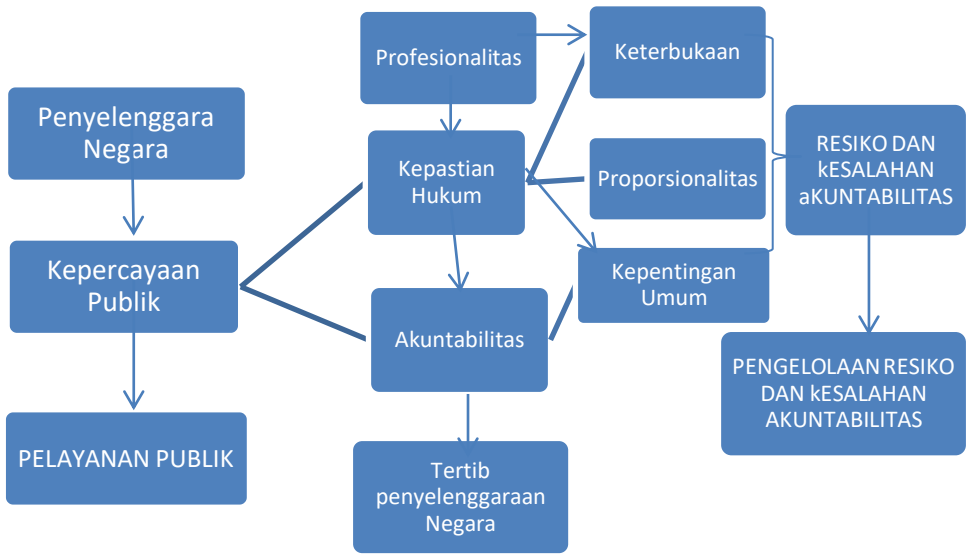 Penyelenggara
Negara
Kepercayaan
Publik
PELAYANAN PUBLIK
Profesionalitas
Kepastian
Hukum
Akuntabilitas
Tertib
penyelenggaraan
Negara
Keterbukaan
Proporsionalitas
Kepentingan
Umum
RESIKO DAN
kESALAHAN
aKUNTABILITAS
PENGELOLAAN RESIKO
DAN kESALAHAN
AKUNTABILITAS